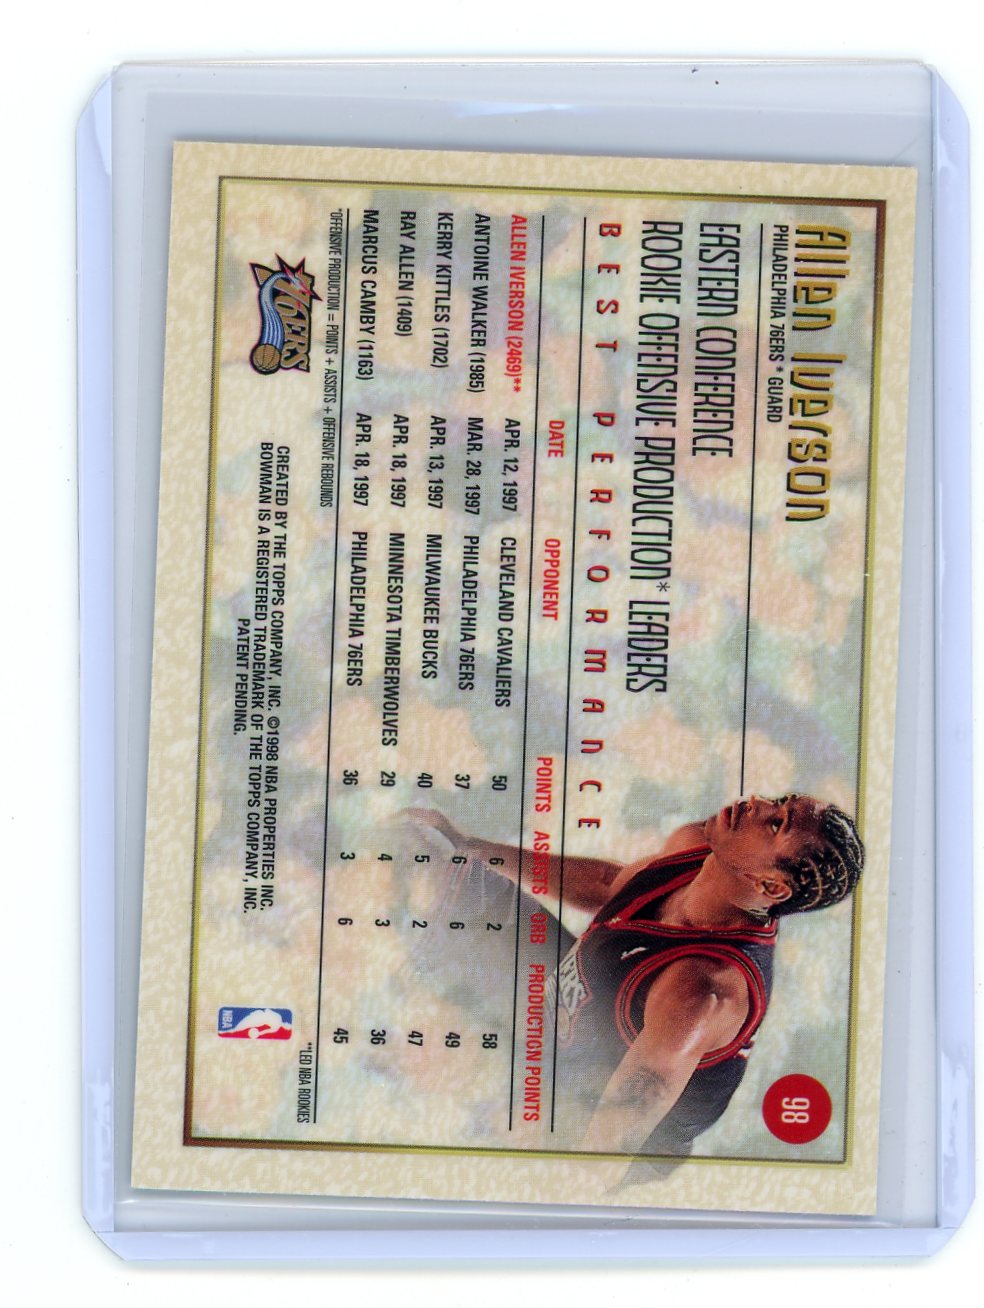 Allen Iverson
98
PHILADELPHIA 76ERS * GUARD
EASTERN CONFERENCE
ROOKIE OFFENSIVE PRODUCTION* LEADERS
BEST PERFORMANCE
DATE OPPONENT POINTS ASSISTS ORB PRODUCTION POINTS
ALLEN IVERSON (2469)** APR. 12, 1997 CLEVELAND CAVALIERS 50 6 2 58
ANTOINE WALKER (1985) MAR. 28, 1997 PHILADELPHIA 76ERS 37 6 6 49
KERRY KITTLES (1702) APR. 13, 1997 MILWAUKEE BUCKS 40 5 2 47
RAY ALLEN (1409) APR. 18, 1997 MINNESOTA TIMBERWOLVES 29 4 3 36
MARCUS CAMBY (1163) APR. 18, 1997 PHILADELPHIA 76ERS 36 3 6 45
*OFFENSIVE PRODUCTION = POINTS + ASSISTS + OFFENSIVE REBOUNDS
**LED NBA ROOKIES
76ERS
CREATED BY THE TOPPS COMPANY, INC. ©1998 NBA PROPERTIES INC.
BOWMAN IS A REGISTERED TRADEMARK OF THE TOPPS COMPANY, INC.
PATENT PENDING.
NBA